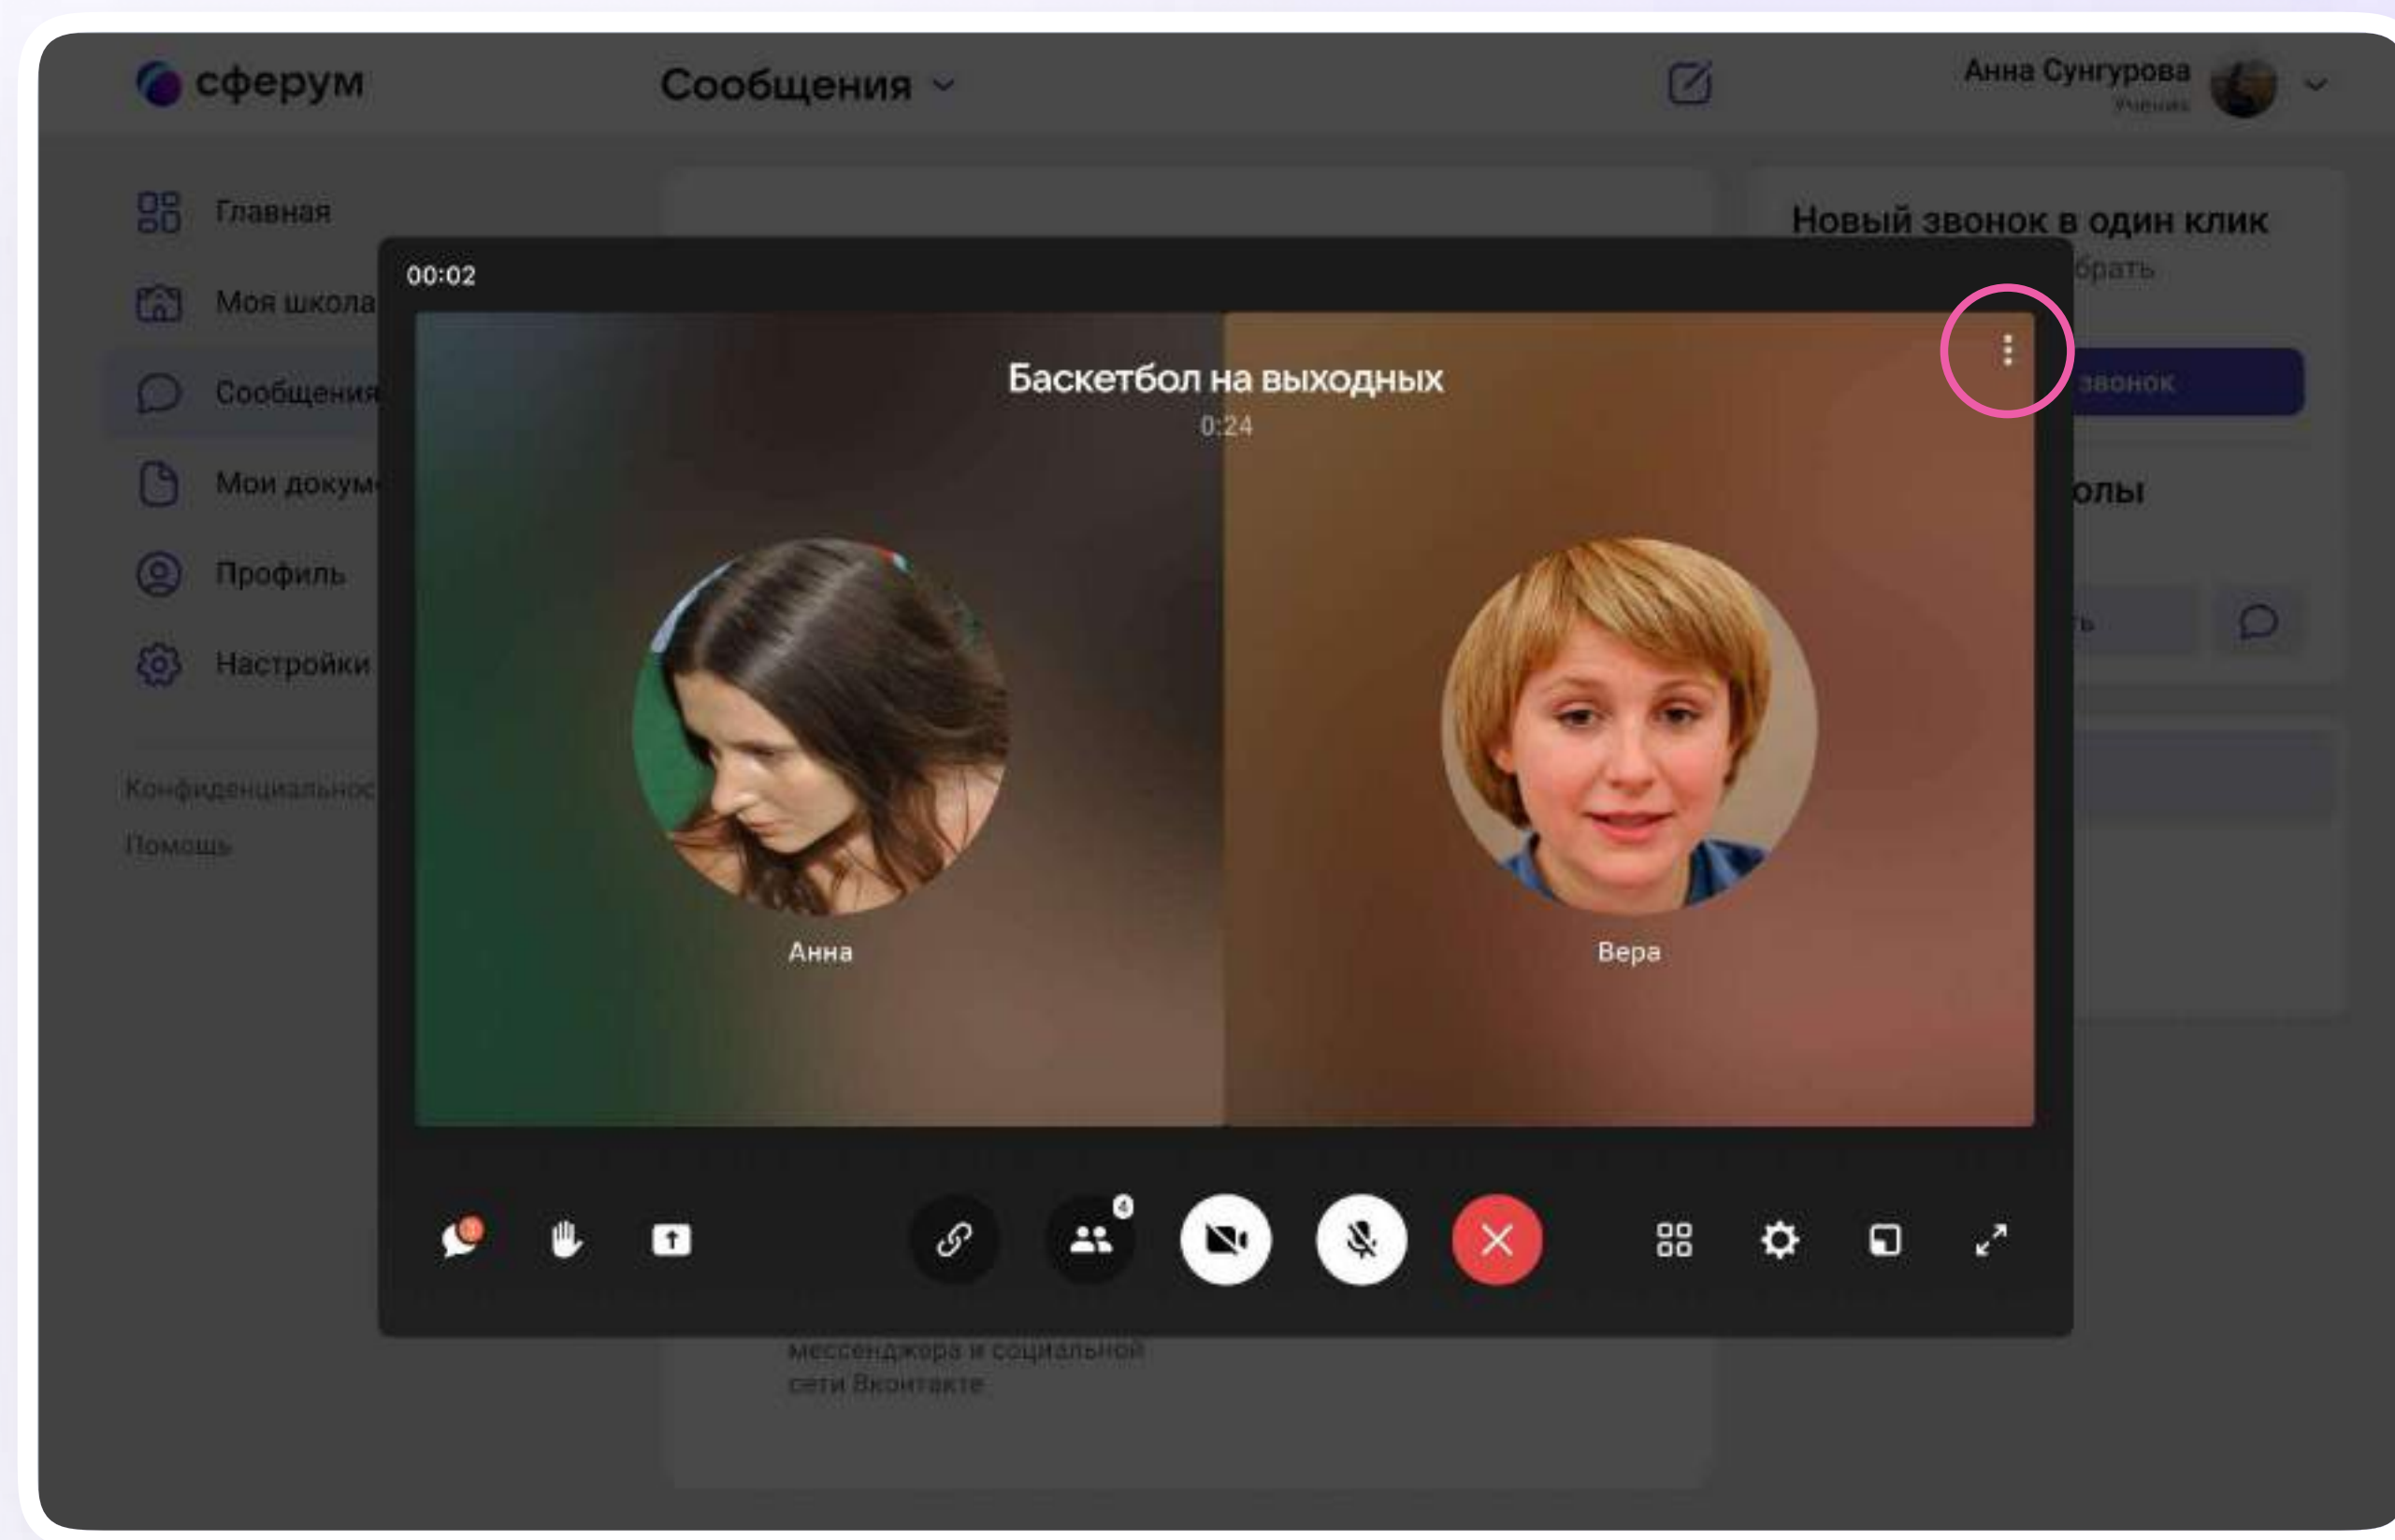 сферум
Сообщения
Анна Сунгурова
Ученик
Главная
Моя школа
Сообщения
Мои докум
Профиль
Настройки
Конфиденциальнос
Помощь
Новый звонок в один клик
брать
звонок
олы
ь
00:02
Баскетбол на выходных
0:24
Анна
Вера
4
мессенджера и социальной
сети Вконтакте